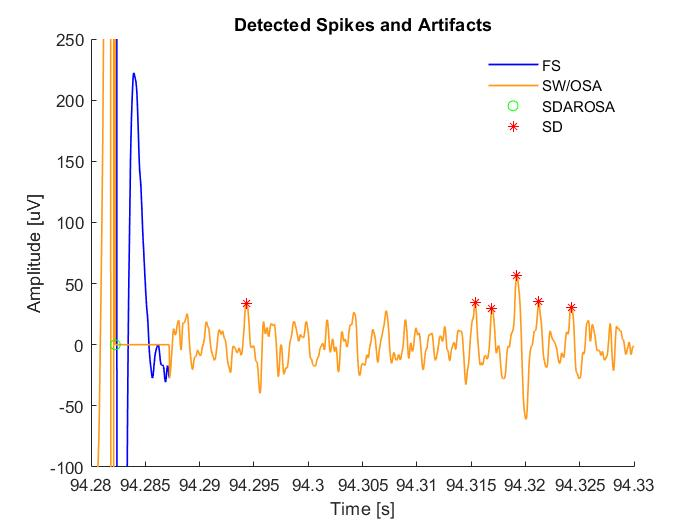 Detected Spikes and Artifacts
250
200
150
100
50
0
-50
-100
Amplitude [uV]
FS
SW/OSA
SDAROSA
SD
94.28 94.285 94.29 94.295 94.3 94.305 94.31 94.315 94.32 94.325 94.33
Time [s]